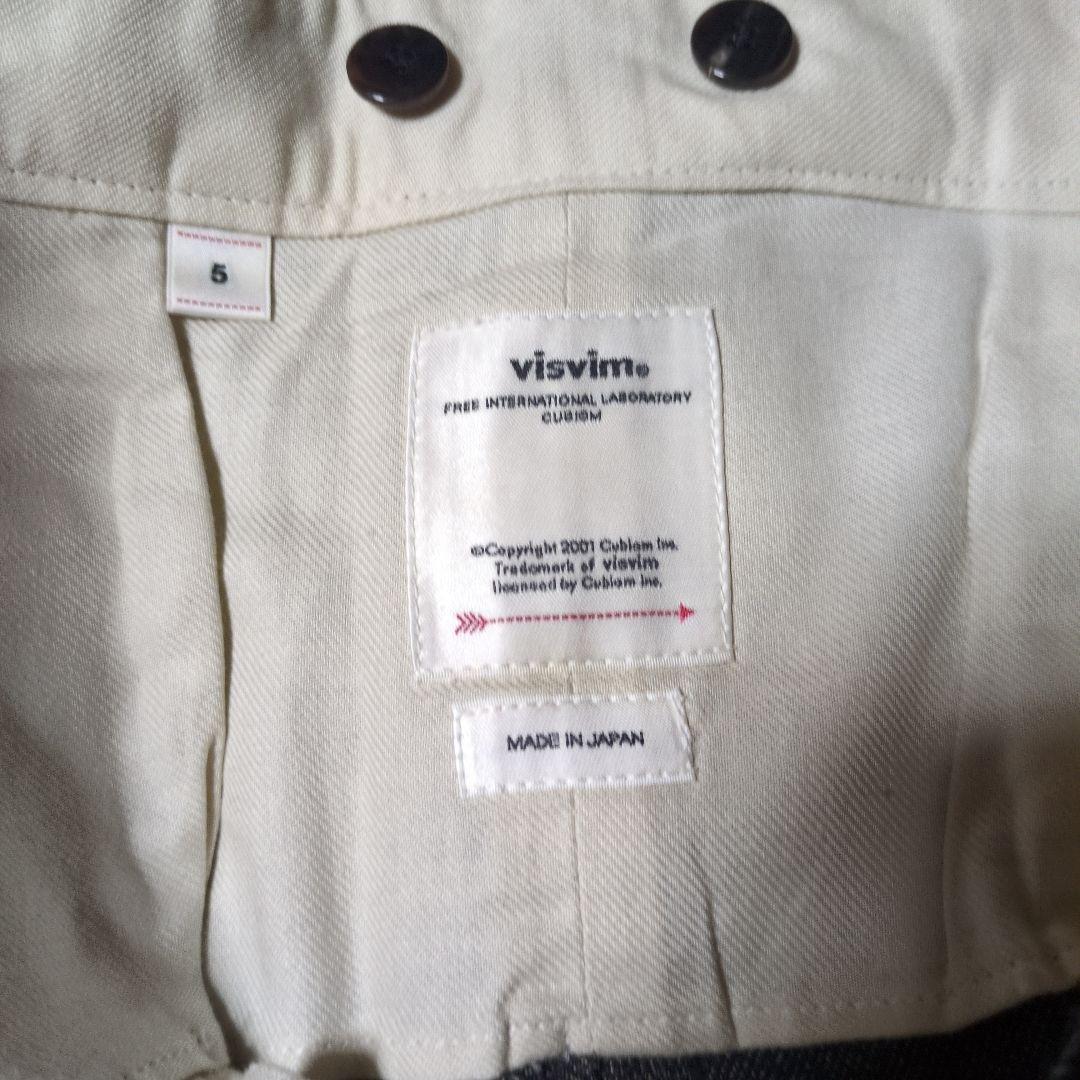 5
visvim®
FREE INTERNATIONAL LABORATORY
CUBISM
©Copyright 2001 Cubism Inc.
Trademark of visvim
licensed by Cubism Inc.
MADE IN JAPAN